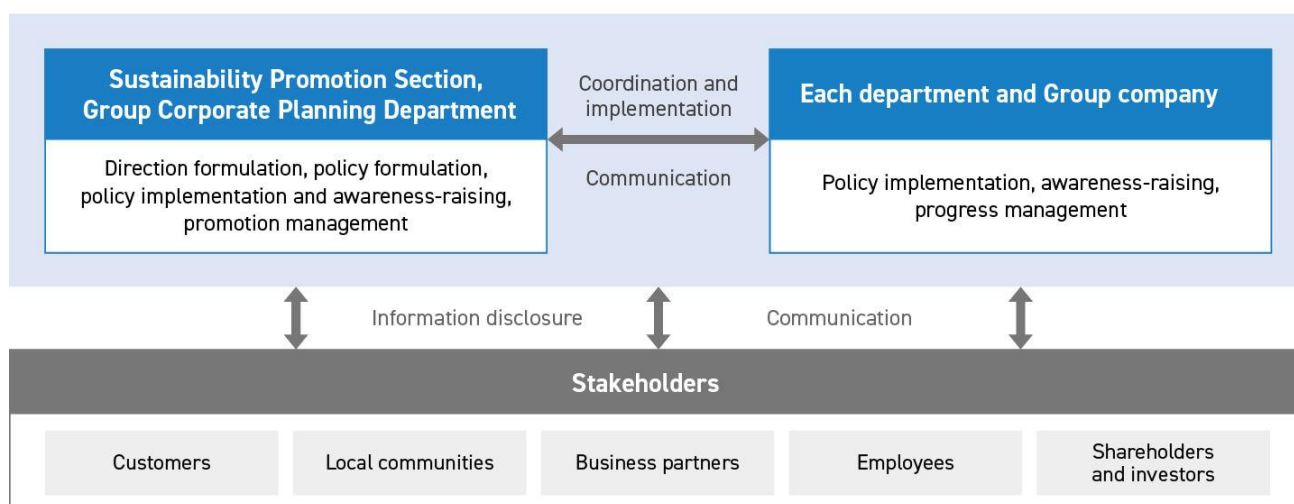 Sustainability Promotion Section,
Group Corporate Planning Department
Direction formulation, policy formulation,
policy implementation and awareness-raising,
promotion management
Coordination and
implementation
Communication
Each department and Group company
Policy implementation, awareness-raising,
progress management
Information disclosure
Communication
Stakeholders
Customers
Local communities
Business partners
Employees
Shareholders
and investors